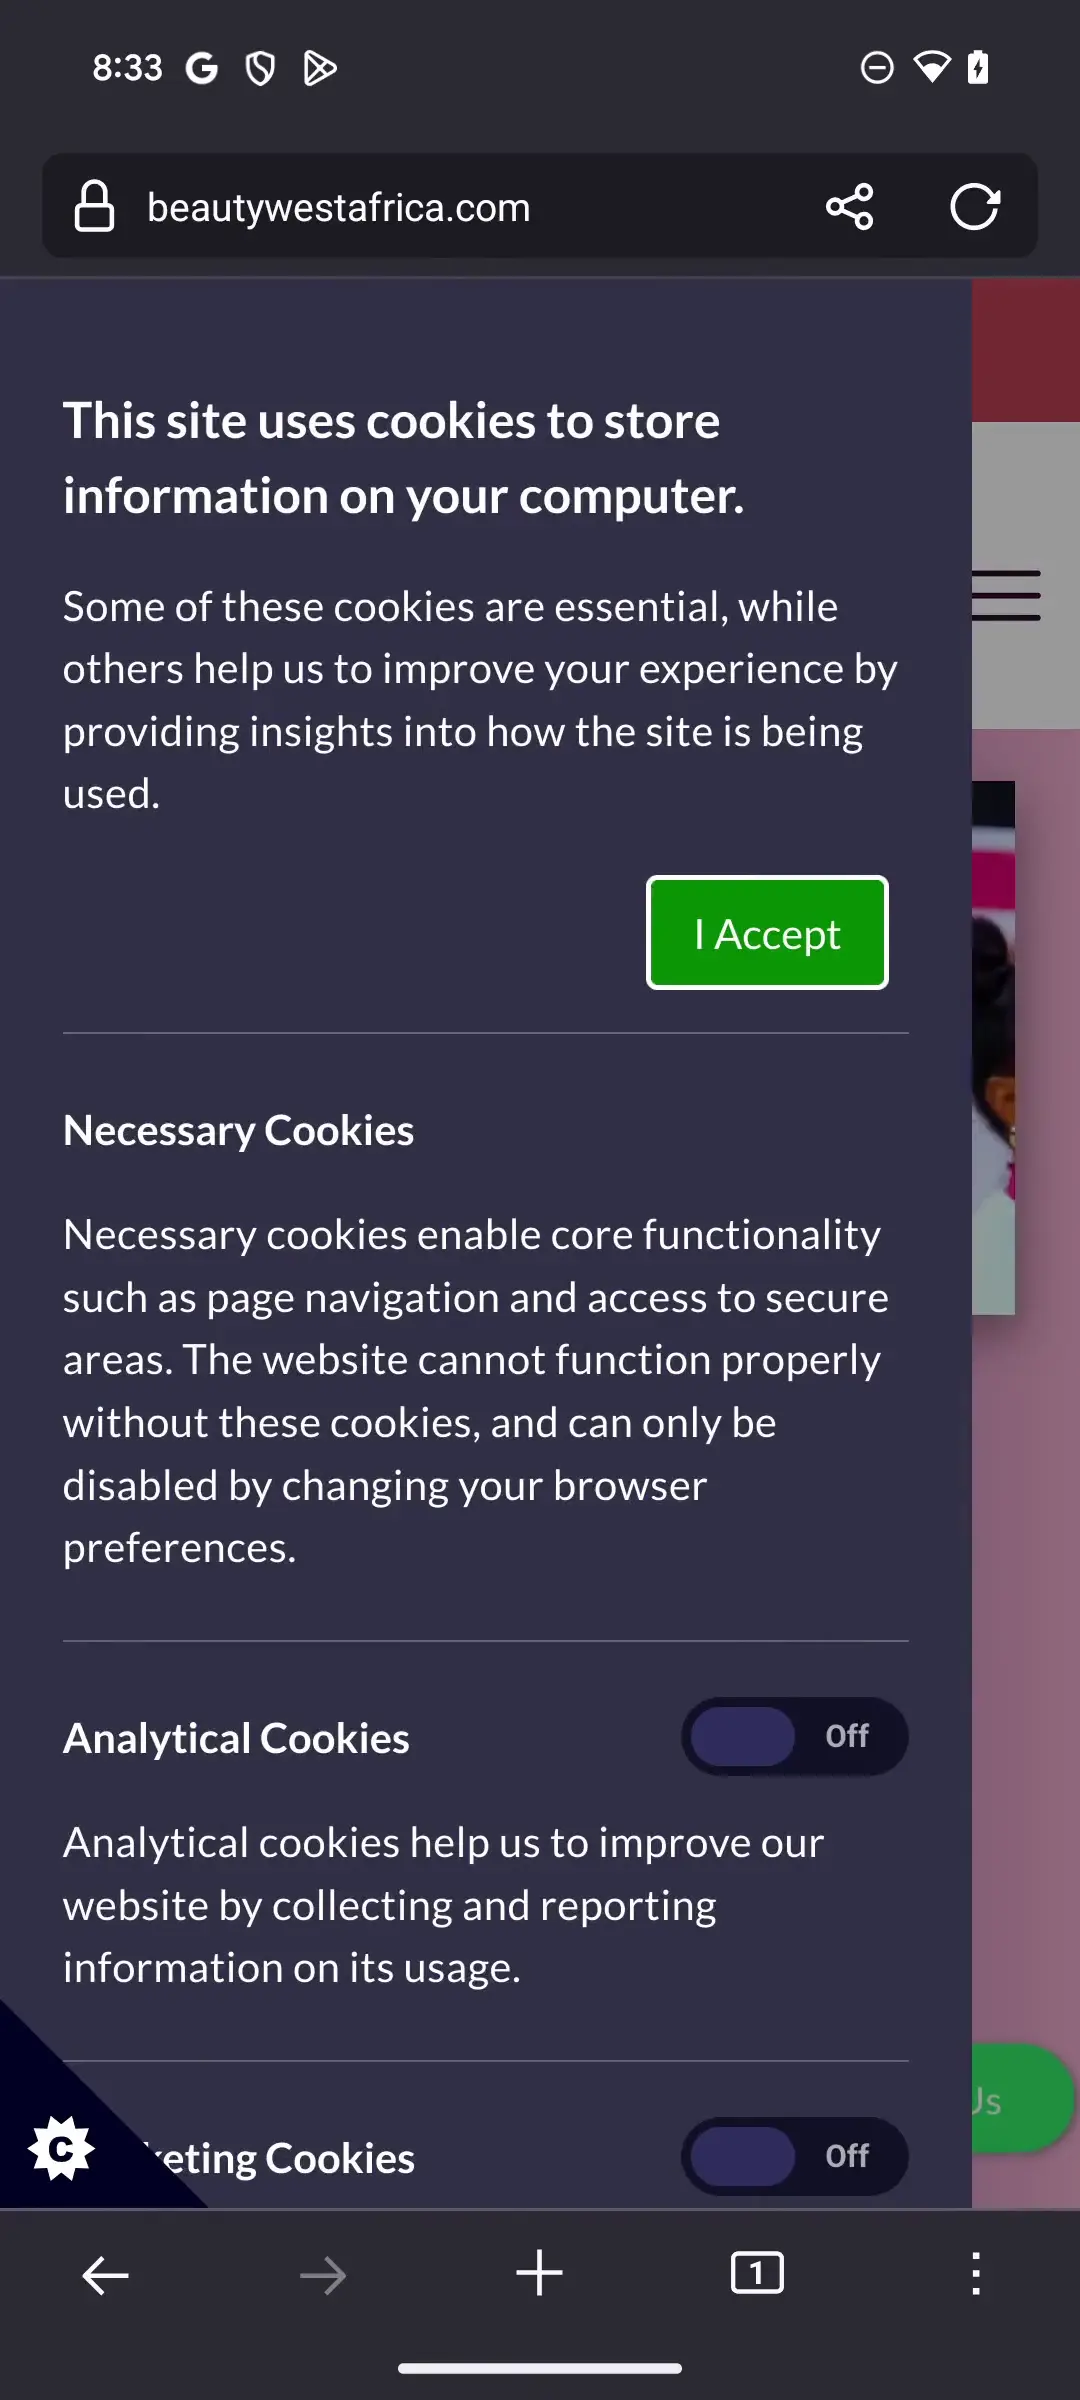 8:33
beautywestafrica.com
This site uses cookies to store
information on your computer.
Some of these cookies are essential, while
others help us to improve your experience by
providing insights into how the site is being
used.
I Accept
Necessary Cookies
Necessary cookies enable core functionality
such as page navigation and access to secure
areas. The website cannot function properly
without these cookies, and can only be
disabled by changing your browser
preferences.
Analytical Cookies
Off
Analytical cookies help us to improve our
website by collecting and reporting
information on its usage.
keting Cookies
Off
Us
C
1